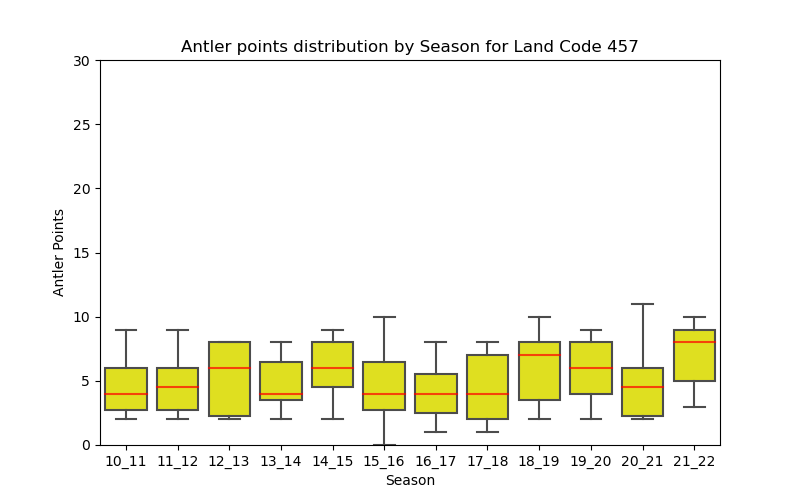 Antler points distribution by Season for Land Code 457
30
25
20
15
10
5
0
Antler Points
10_11 11_12 12_13 13_14 14_15 15_16 16_17 17_18 18_19 19_20 20_21 21_22
Season